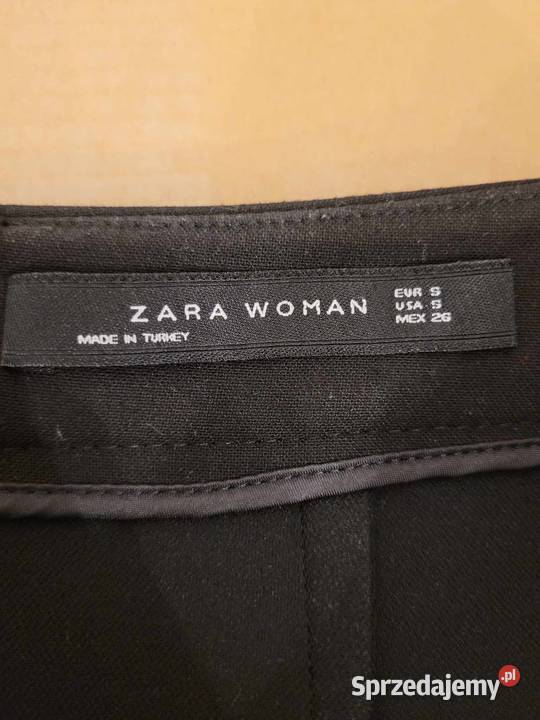 ZARA WOMAN
MADE IN TURKEY
EUR S
USA S
MEX 26
Sprzedajemy.pl